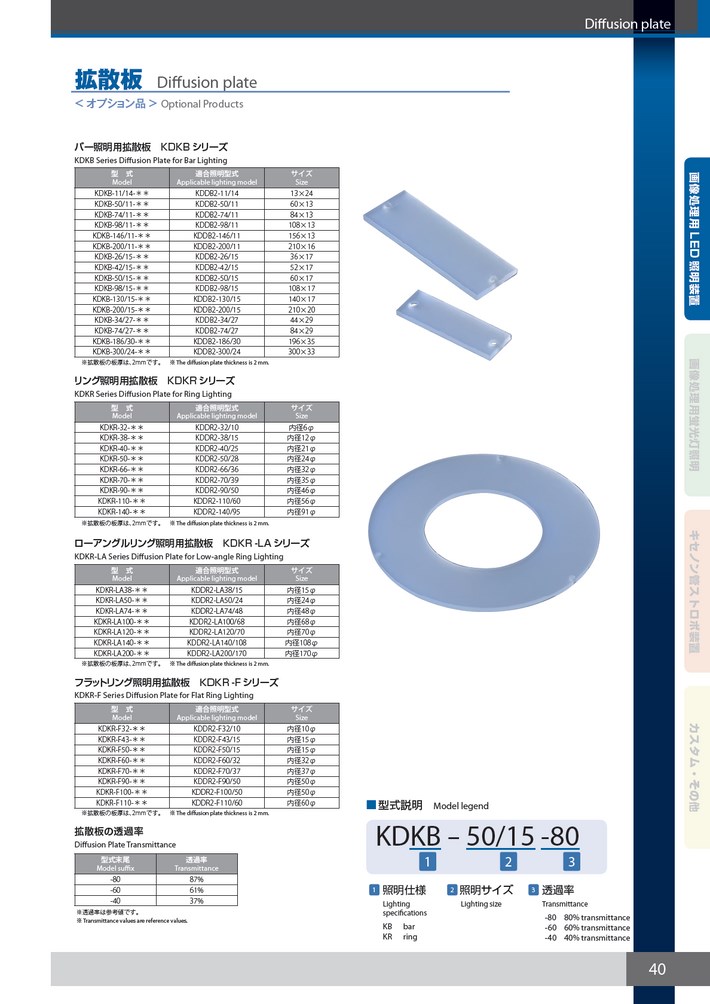 Diffusion plate
拡散板 Diffusion plate
＜オプション品＞ Optional Products
バー照明用拡散板 KDKB シリーズ
KDKB Series Diffusion Plate for Bar Lighting
型 式 適合照明型式 サイズ
Model Applicable lighting model Size
KDKB-11/14-＊＊ KDDB2-11/14 13×24
KDKB-50/11-＊＊ KDDB2-50/11 60×13
KDKB-74/11-＊＊ KDDB2-74/11 84×13
KDKB-98/11-＊＊ KDDB2-98/11 108×13
KDKB-146/11-＊＊ KDDB2-146/11 156×13
KDKB-200/11-＊＊ KDDB2-200/11 210×16
KDKB-26/15-＊＊ KDDB2-26/15 36×17
KDKB-42/15-＊＊ KDDB2-42/15 52×17
KDKB-50/15-＊＊ KDDB2-50/15 60×17
KDKB-98/15-＊＊ KDDB2-98/15 108×17
KDKB-130/15-＊＊ KDDB2-130/15 140×17
KDKB-200/15-＊＊ KDDB2-200/15 210×20
KDKB-34/27-＊＊ KDDB2-34/27 44×29
KDKB-74/27-＊＊ KDDB2-74/27 84×29
KDKB-186/30-＊＊ KDDB2-186/30 196×35
KDKB-300/24-＊＊ KDDB2-300/24 300×33
※拡散板の板厚は、2mmです。 ※ The diffusion plate thickness is 2 mm.
リング照明用拡散板 KDKR シリーズ
KDKR Series Diffusion Plate for Ring Lighting
型 式 適合照明型式 サイズ
Model Applicable lighting model Size
KDKR-32-＊＊ KDDR2-32/10 内径6φ
KDKR-38-＊＊ KDDR2-38/15 内径12φ
KDKR-40-＊＊ KDDR2-40/25 内径21φ
KDKR-50-＊＊ KDDR2-50/28 内径24φ
KDKR-66-＊＊ KDDR2-66/36 内径32φ
KDKR-70-＊＊ KDDR2-70/39 内径35φ
KDKR-90-＊＊ KDDR2-90/50 内径46φ
KDKR-110-＊＊ KDDR2-110/60 内径56φ
KDKR-140-＊＊ KDDR2-140/95 内径91φ
※拡散板の板厚は、2mmです。 ※ The diffusion plate thickness is 2 mm.
ローアングルリング照明用拡散板 KDKR -LA シリーズ
KDKR-LA Series Diffusion Plate for Low-angle Ring Lighting
型 式 適合照明型式 サイズ
Model Applicable lighting model Size
KDKR-LA38-＊＊ KDDR2-LA38/15 内径15φ
KDKR-LA50-＊＊ KDDR2-LA50/24 内径24φ
KDKR-LA74-＊＊ KDDR2-LA74/48 内径48φ
KDKR-LA100-＊＊ KDDR2-LA100/68 内径68φ
KDKR-LA120-＊＊ KDDR2-LA120/70 内径70φ
KDKR-LA140-＊＊ KDDR2-LA140/108 内径108φ
KDKR-LA200-＊＊ KDDR2-LA200/170 内径170φ
※拡散板の板厚は、2mmです。 ※ The diffusion plate thickness is 2 mm.
フラットリング照明用拡散板 KDKR -F シリーズ
KDKR-F Series Diffusion Plate for Flat Ring Lighting
型 式 適合照明型式 サイズ
Model Applicable lighting model Size
KDKR-F32-＊＊ KDDR2-F32/10 内径10φ
KDKR-F43-＊＊ KDDR2-F43/15 内径15φ
KDKR-F50-＊＊ KDDR2-F50/15 内径15φ
KDKR-F60-＊＊ KDDR2-F60/32 内径32φ
KDKR-F70-＊＊ KDDR2-F70/37 内径37φ
KDKR-F90-＊＊ KDDR2-F90/50 内径50φ
KDKR-F100-＊＊ KDDR2-F100/50 内径50φ
KDKR-F110-＊＊ KDDR2-F110/60 内径60φ
※拡散板の板厚は、2mmです。 ※ The diffusion plate thickness is 2 mm.
拡散板の透過率
Diffusion Plate Transmittance
型式末尾 透過率
Model suffix Transmittance
-80 87%
-60 61%
-40 37%
※透過率は参考値です。
※ Transmittance values are reference values.
■型式説明 Model legend
KDKB – 50/15 -80
1 2 3
1 照明仕様 2 照明サイズ 3 透過率
Lighting specifications Lighting size Transmittance
KB bar
KR ring
-80 80% transmittance
-60 60% transmittance
-40 40% transmittance
画像処理用LED照明装置
画像処理用蛍光灯照明
キセノン管ストロボ装置
カスタム・その他
40